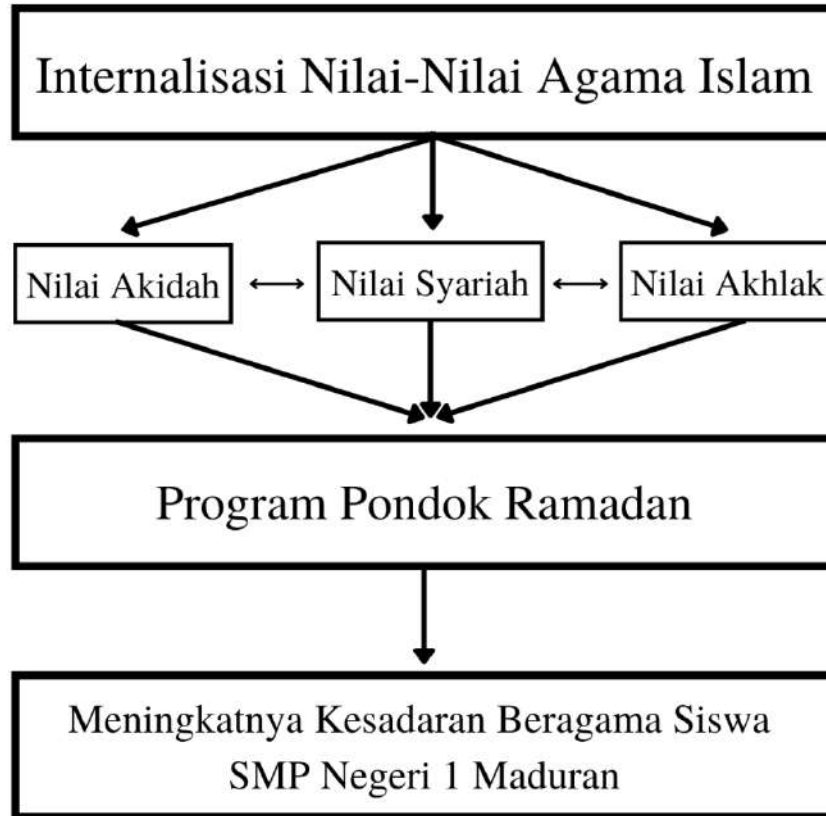 Internalisasi Nilai-Nilai Agama Islam
Nilai Akidah
Nilai Syariah
Nilai Akhlak
Program Pondok Ramadan
Meningkatnya Kesadaran Beragama Siswa
SMP Negeri 1 Maduran